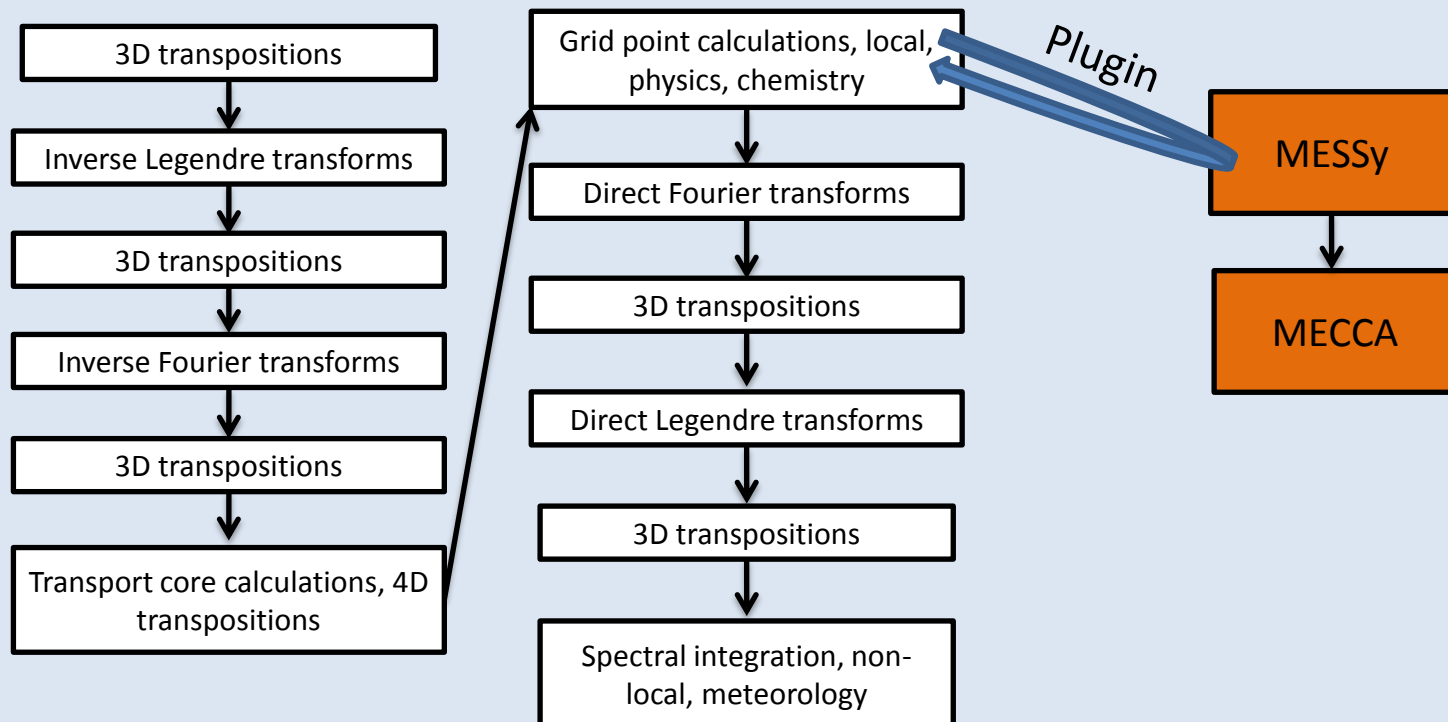 3D transpositions
Inverse Legendre transforms
3D transpositions
Inverse Fourier transforms
3D transpositions
Transport core calculations, 4D
transpositions
Grid point calculations, local,
physics, chemistry
Direct Fourier transforms
3D transpositions
Direct Legendre transforms
3D transpositions
Spectral integration, non-
local, meteorology
Plugin
MESSy
MECCA